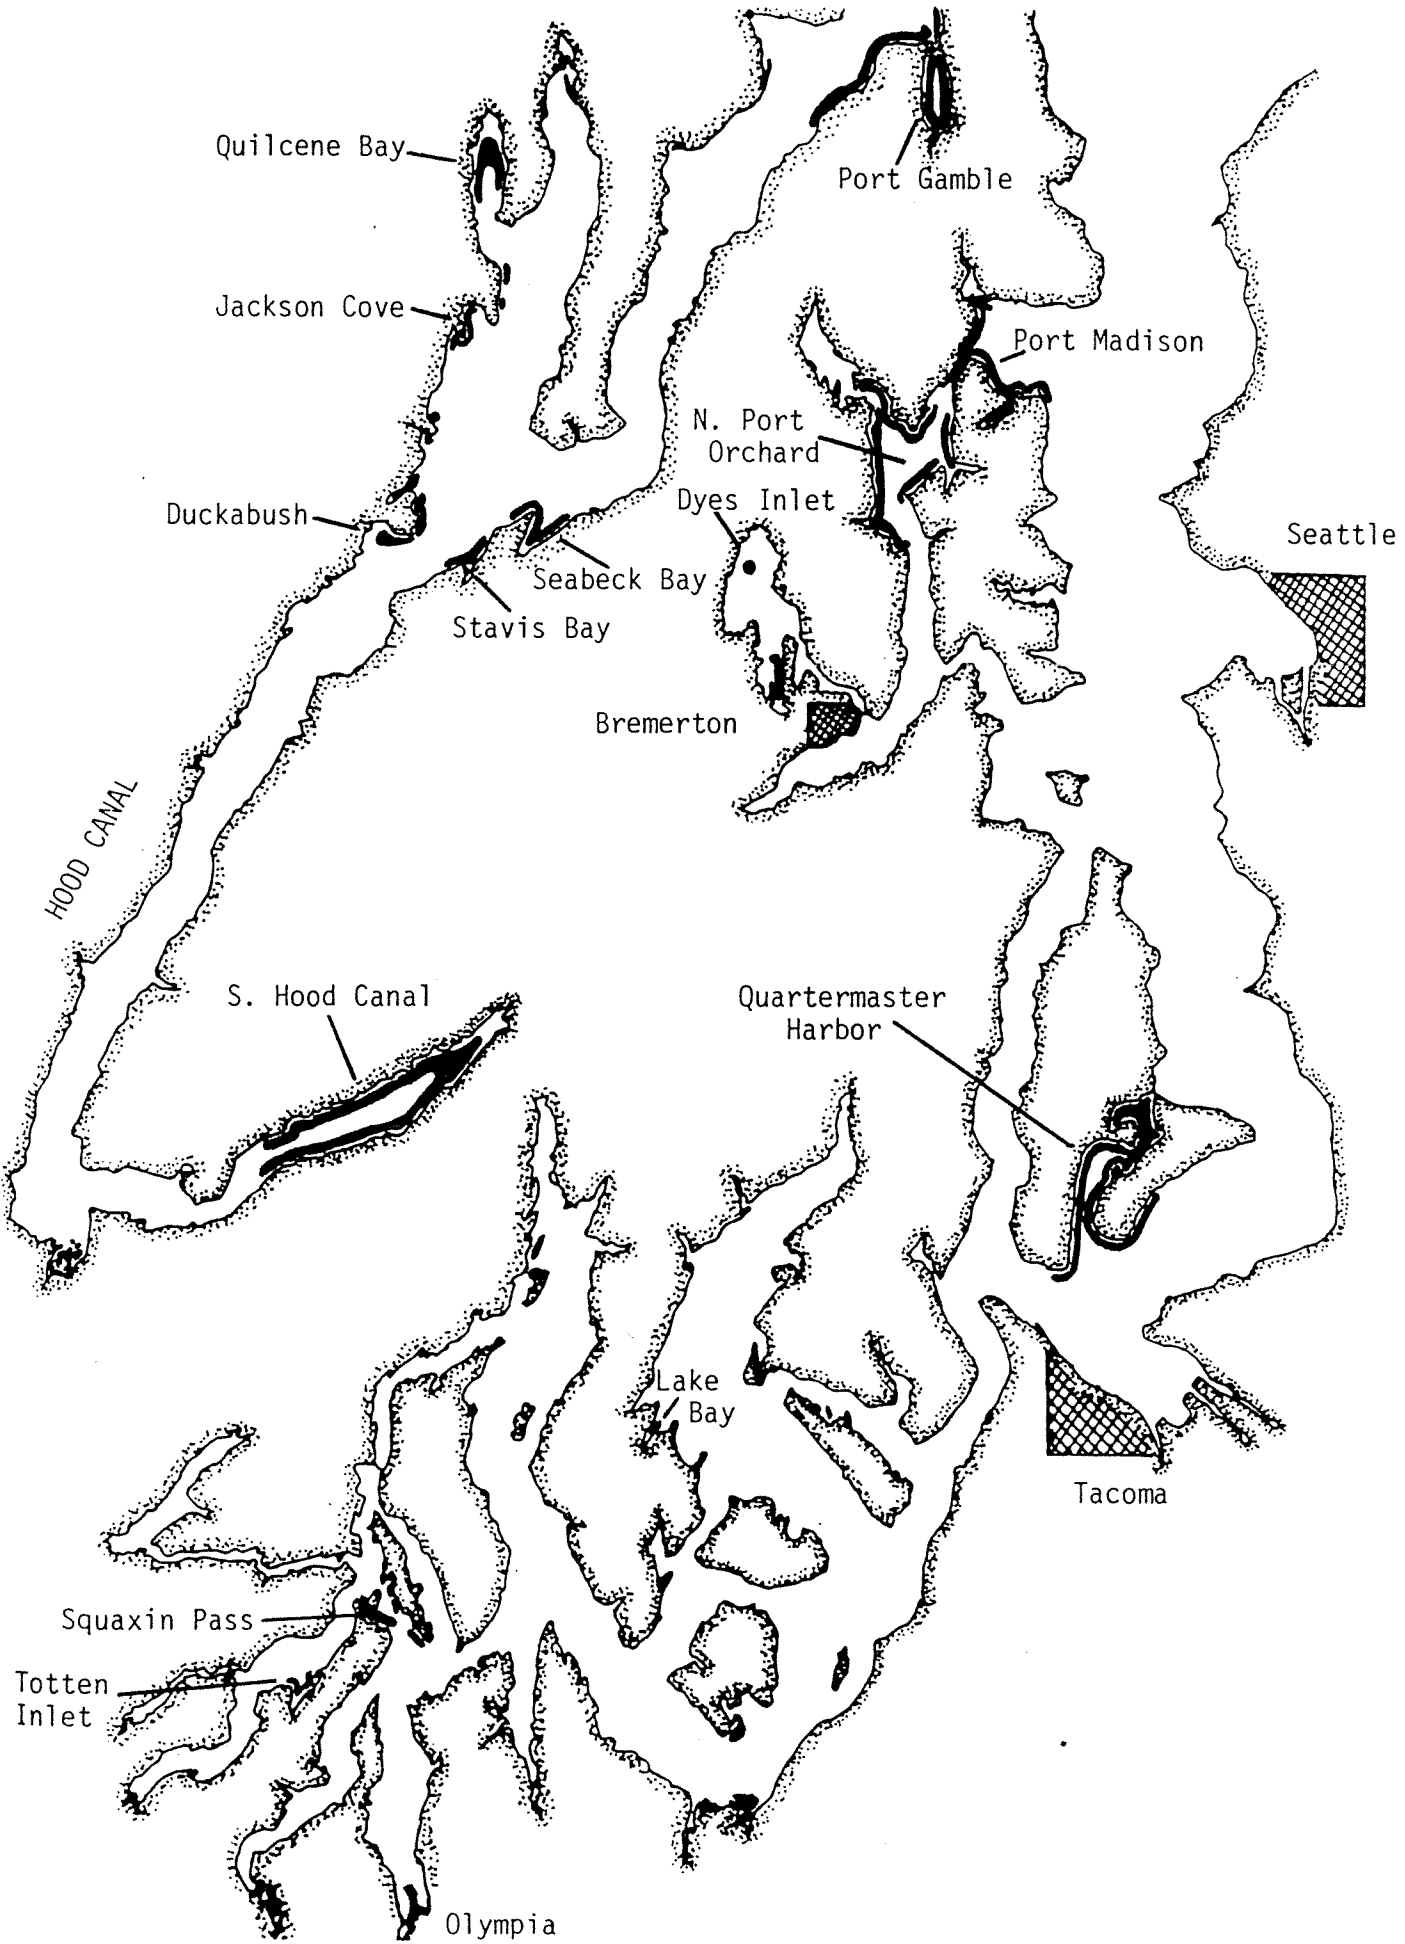 Quilcene Bay
Port Gamble
Jackson Cove
Port Madison
N. Port
Orchard
Dyes Inlet
Duckabush
Seattle
Seabeck Bay
Stavis Bay
Bremerton
HOOD CANAL
S. Hood Canal
Quartermaster
Harbor
Lake
Bay
Tacoma
Squaxin Pass
Totten
Inlet
Olympia